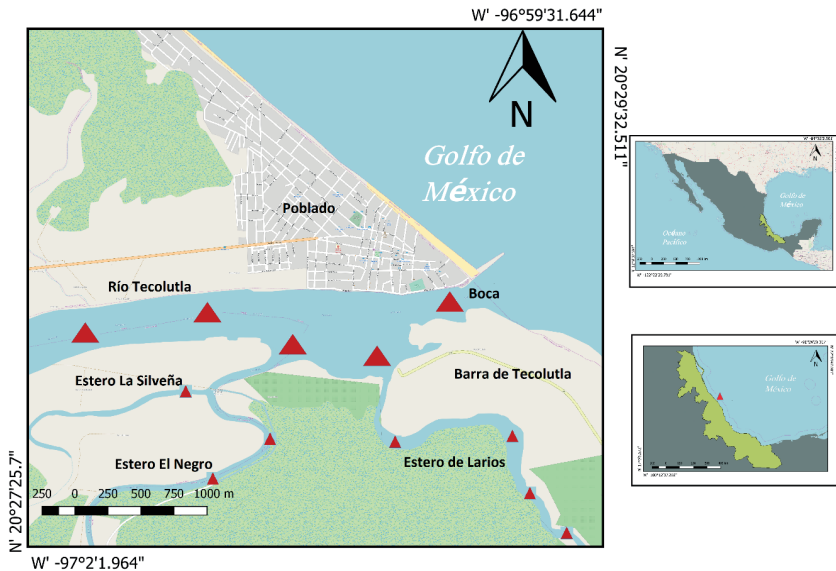 W' -96°59'31.644"
N' 20°29'32.511"
N
Golfo de
México
Poblado
Río Tecolutla
Boca
Estero La Silveña
Barra de Tecolutla
Estero El Negro
Estero de Larios
250 0 250 500 750 1000 m
N' 20°27'25.7"
W' -97°2'1.964"
N
Golfo de
México
Océano
Pacífico
N
Golfo de
México